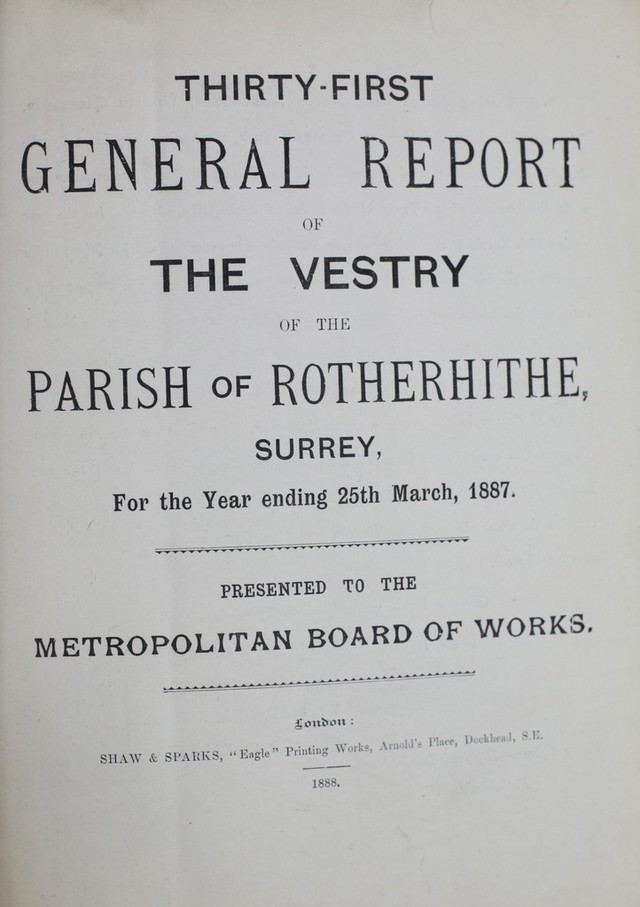 THIRTY-FIRST
GENERAL REPORT
OF
THE VESTRY
OF THE
PARISH OF ROTHERHITHE,
SURREY,
For the Year ending 25th March, 1887.
PRESENTED TO THE
METROPOLITAN BOARD OF WORKS.
London:
SHAW & SPARKS, "Eagle" Printing Works, Arnold's Place, Dockhead, S.E.
1888.